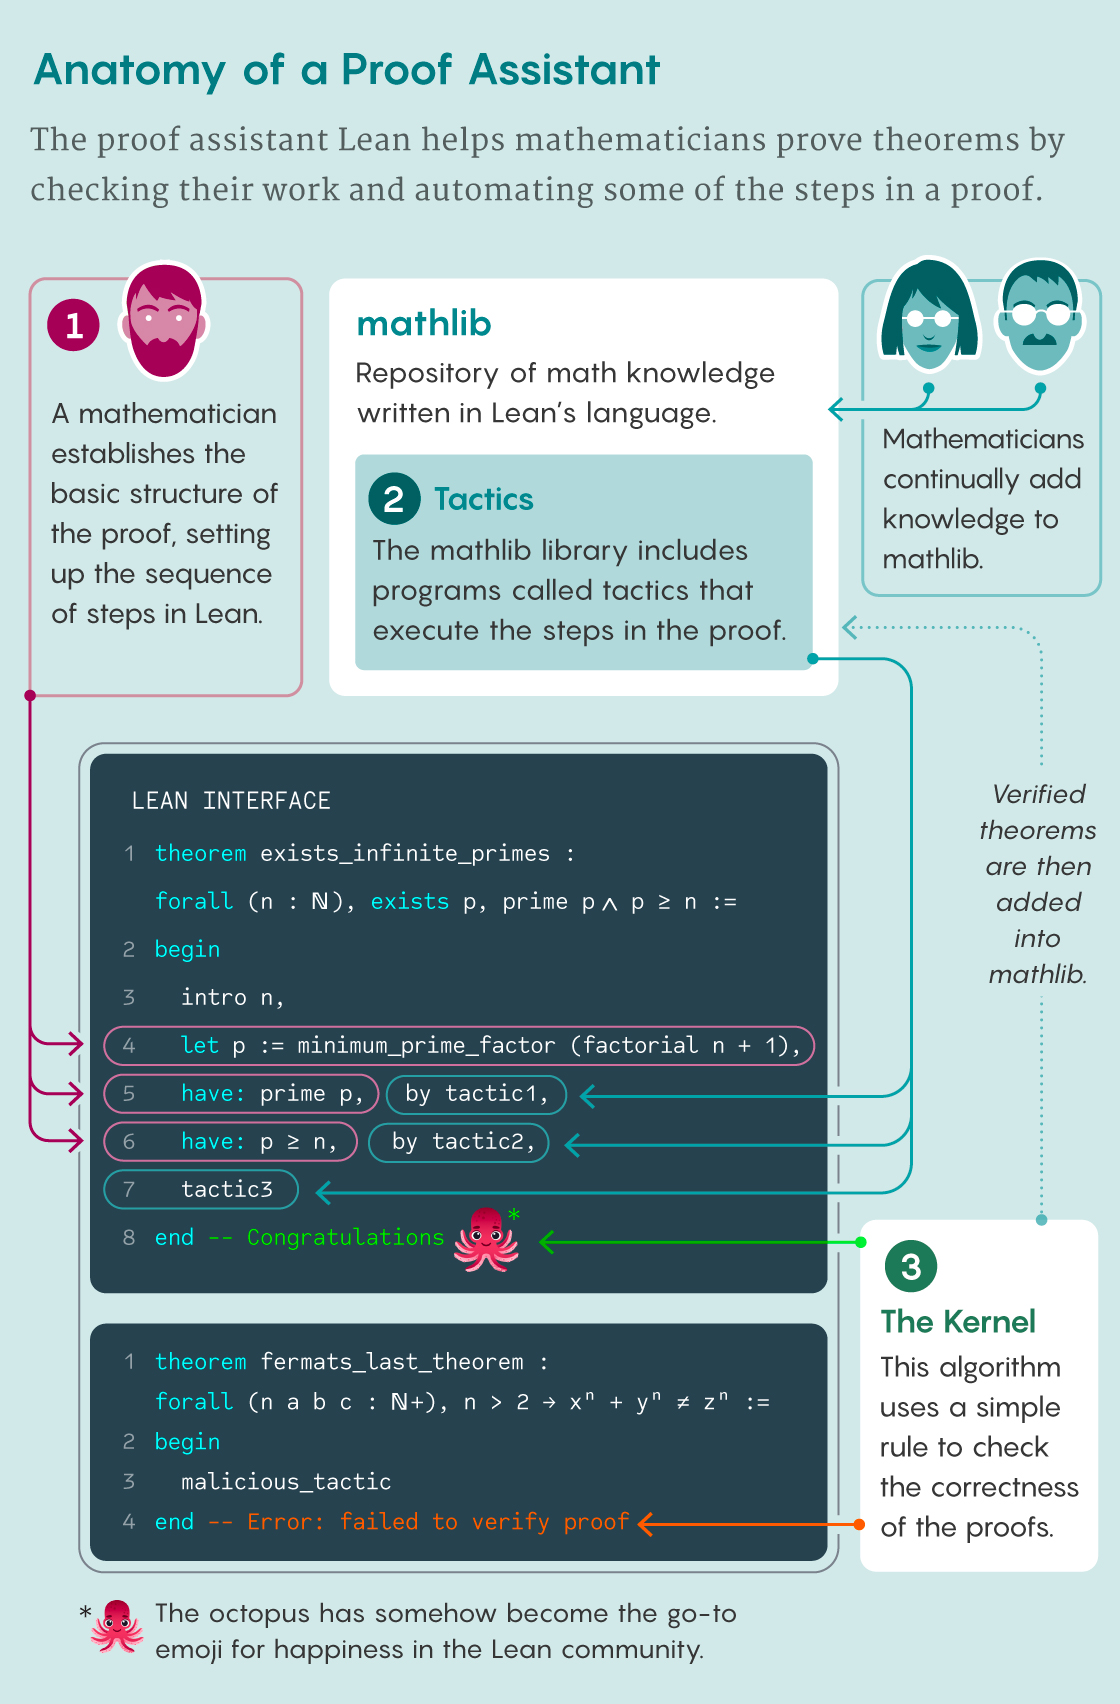 Anatomy of a Proof Assistant
The proof assistant Lean helps mathematicians prove theorems by
checking their work and automating some of the steps in a proof.
1
A mathematician
establishes the
basic structure of
the proof, setting
up the sequence
of steps in Lean.
mathlib
Repository of math knowledge
written in Lean’s language.
2 Tactics
The mathlib library includes
programs called tactics that
execute the steps in the proof.
Mathematicians
continually add
knowledge to
mathlib.
Verified
theorems
are then
added
into
mathlib.
LEAN INTERFACE
1 theorem exists_infinite_primes :
forall (n : ℕ), exists p, prime p ∧ p ≥ n :=
2 begin
3 intro n,
4 let p := minimum_prime_factor (factorial n + 1),
5 have: prime p, by tactic1,
6 have: p ≥ n, by tactic2,
7 tactic3
8 end -- Congratulations 🐙*
1 theorem fermats_last_theorem :
forall (n a b c : ℕ+), n > 2 → xⁿ + yⁿ ≠ zⁿ :=
2 begin
3 malicious_tactic
4 end -- Error: failed to verify proof
3
The Kernel
This algorithm
uses a simple
rule to check
the correctness
of the proofs.
*🐙 The octopus has somehow become the go-to
emoji for happiness in the Lean community.